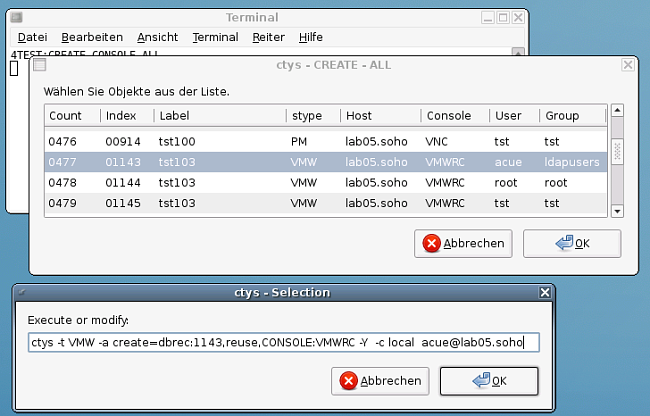 Terminal
Datei Bearbeiten Ansicht Terminal Reiter Hilfe
4TEST:CREATE CONSOLE ALL
ctys - CREATE - ALL
Wählen Sie Objekte aus der Liste.
Count Index Label stype Host Console User Group
0476 00914 tst100 PM lab05.soho VNC tst tst
0477 01143 tst103 VMW lab05.soho VMWRC acue ldapusers
0478 01144 tst103 VMW lab05.soho VMWRC root root
0479 01145 tst103 VMW lab05.soho VMWRC tst tst
Abbrechen OK
ctys - Selection
Execute or modify:
ctys -t VMW -a create=dbrec:1143,reuse,CONSOLE:VMWRC -Y -c local acue@lab05.soho
Abbrechen OK